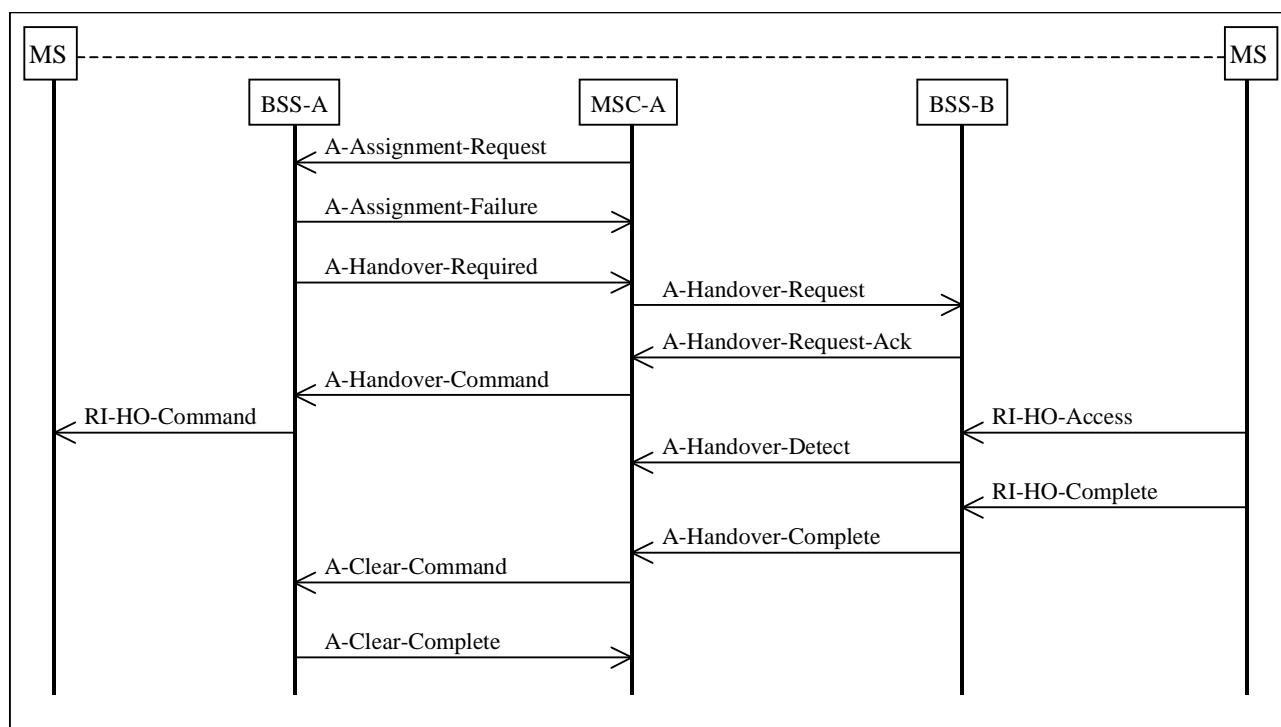 MS
MS
BSS-A
MSC-A
BSS-B
A-Assignment-Request
A-Assignment-Failure
A-Handover-Required
A-Handover-Request
A-Handover-Request-Ack
A-Handover-Command
RI-HO-Command
RI-HO-Access
A-Handover-Detect
RI-HO-Complete
A-Handover-Complete
A-Clear-Command
A-Clear-Complete